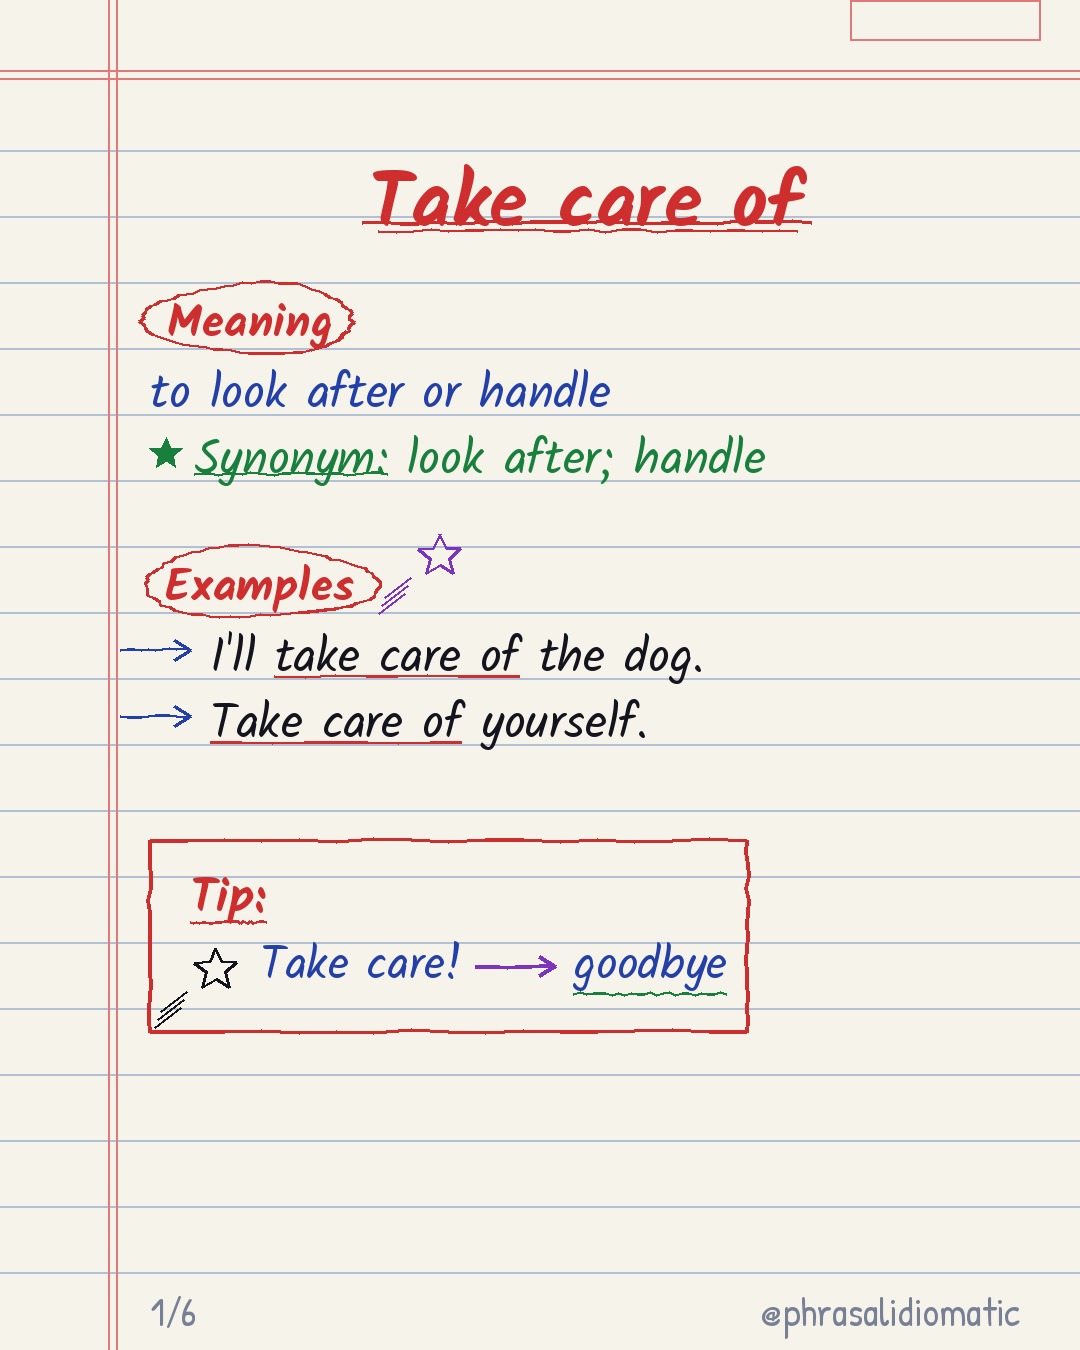 Take care of
Meaning
to look after or handle
Synonym: look after; handle
Examples
I'll take care of the dog.
Take care of yourself.
Tip:
Take care! → goodbye
1/6
@phrasalidiomatic